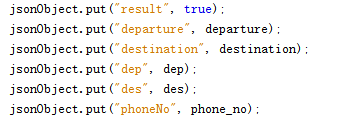 jsonObject.put("result", true);
jsonObject.put("departure", departure);
jsonObject.put("destination", destination);
jsonObject.put("dep", dep);
jsonObject.put("des", des);
jsonObject.put("phoneNo", phone_no);